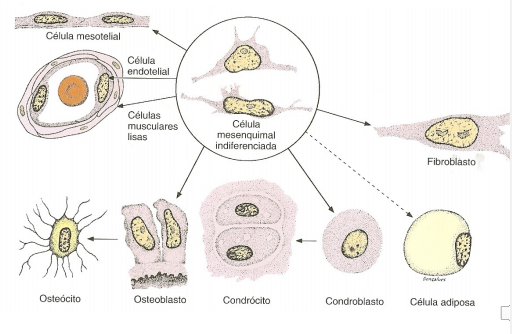 Célula mesotelial
Célula
endotelial
Células
musculares
lisas
Célula
mesenquimal
indiferenciada
Fibroblasto
Osteócito
Osteoblasto
Condrócito
Condroblasto
Célula adiposa